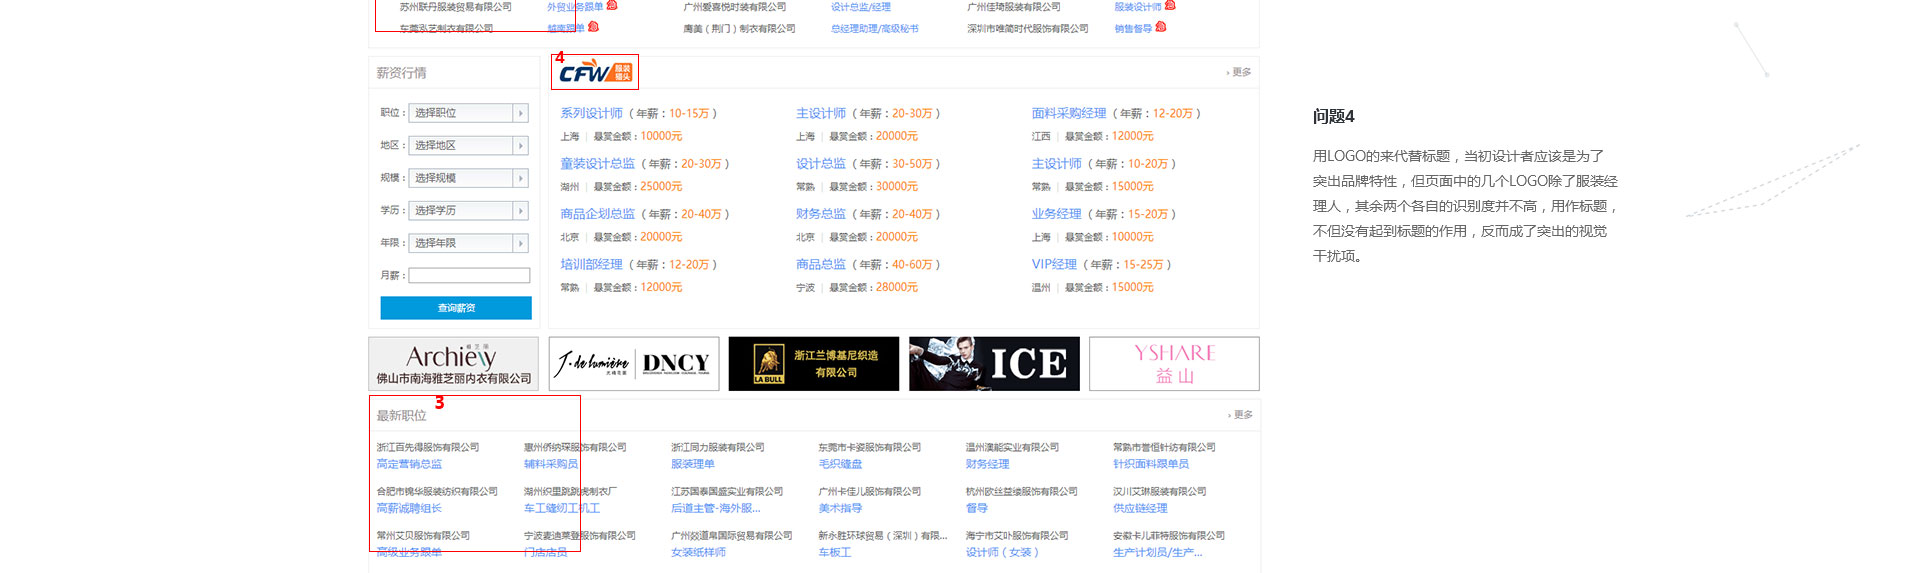 苏州联丹服装贸易有限公司 外贸业务跟单 广州爱喜悦时装有限公司 设计总监/经理 广州佳琦服装有限公司 服装设计师
东莞泓艺制衣有限公司 越南跟单 鹰美（荆门）制衣有限公司 总经理助理/高级秘书 深圳市唯简时代服饰有限公司 销售督导
薪资行情
4
CFW 服装猎头
更多
职位： 选择职位
地区： 选择地区
规模： 选择规模
学历： 选择学历
年限： 选择年限
月薪：
查询薪资
系列设计师（年薪：10-15万） 主设计师（年薪：20-30万） 面料采购经理（年薪：12-20万）
上海 | 悬赏金额：10000元 上海 | 悬赏金额：20000元 江西 | 悬赏金额：12000元
童装设计总监（年薪：20-30万） 设计总监（年薪：30-50万） 主设计师（年薪：10-20万）
湖州 | 悬赏金额：25000元 常熟 | 悬赏金额：30000元 常熟 | 悬赏金额：15000元
商品企划总监（年薪：20-40万） 财务总监（年薪：20-40万） 业务经理（年薪：15-20万）
北京 | 悬赏金额：20000元 北京 | 悬赏金额：20000元 上海 | 悬赏金额：10000元
培训部经理（年薪：12-20万） 商品总监（年薪：40-60万） VIP经理（年薪：15-25万）
常熟 | 悬赏金额：12000元 宁波 | 悬赏金额：28000元 温州 | 悬赏金额：15000元
Archiey
佛山市南海雅芝丽内衣有限公司
J·de lumière DNCY
LA BULL
浙江兰博基尼织造
有限公司
ICE
YSHARE
益山
3
最新职位
更多
浙江百先得服饰有限公司 惠州侨纳琛服饰有限公司 浙江同力服装有限公司 东莞市卡姿服饰有限公司 温州澳能实业有限公司 常熟市誉恒针纺有限公司
高定营销总监 辅料采购员 服装理单 毛织缝盘 财务经理 针织面料跟单员
合肥市锦华服装纺织有限公司 湖州织里跳跳虎制衣厂 江苏国泰国盛实业有限公司 广州卡佳儿服饰有限公司 杭州欧丝益缕服饰有限公司 汉川艾琳服装有限公司
高薪诚聘组长 车工缝纫工机工 后道主管-海外服... 美术指导 督导 供应链经理
常州艾贝服饰有限公司 宁波麦迪莱登服饰有限公司 广州燚道帛国际贸易有限公司 新永胜环球贸易（深圳）有限... 海宁市艾卟服饰有限公司 安徽卡儿菲特服饰有限公司
高级业务跟单 门店店员 女装纸样师 车板工 设计师（女装） 生产计划员/生产...
问题4
用LOGO的来代替标题，当初设计者应该是为了
突出品牌特性，但页面中的几个LOGO除了服装经
理人，其余两个各自的识别度并不高，用作标题，
不但没有起到标题的作用，反而成了突出的视觉
干扰项。